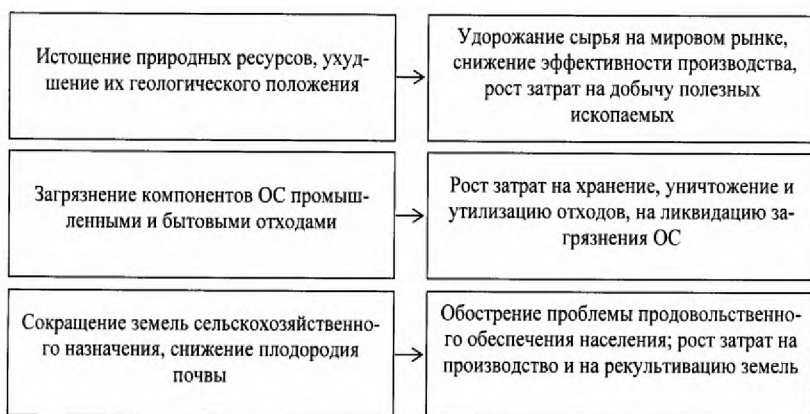 Истощение природных ресурсов, ухуд-
шение их геологического положения
Удорожание сырья на мировом рынке,
снижение эффективности производства,
рост затрат на добычу полезных
ископаемых
Загрязнение компонентов ОС промыш-
ленными и бытовыми отходами
Рост затрат на хранение, уничтожение и
утилизацию отходов, на ликвидацию за-
грязнения ОС
Сокращение земель сельскохозяйственно-
го назначения, снижение плодородия
почвы
Обострение проблемы продовольственно-
го обеспечения населения; рост затрат на
производство и на рекультивацию земель